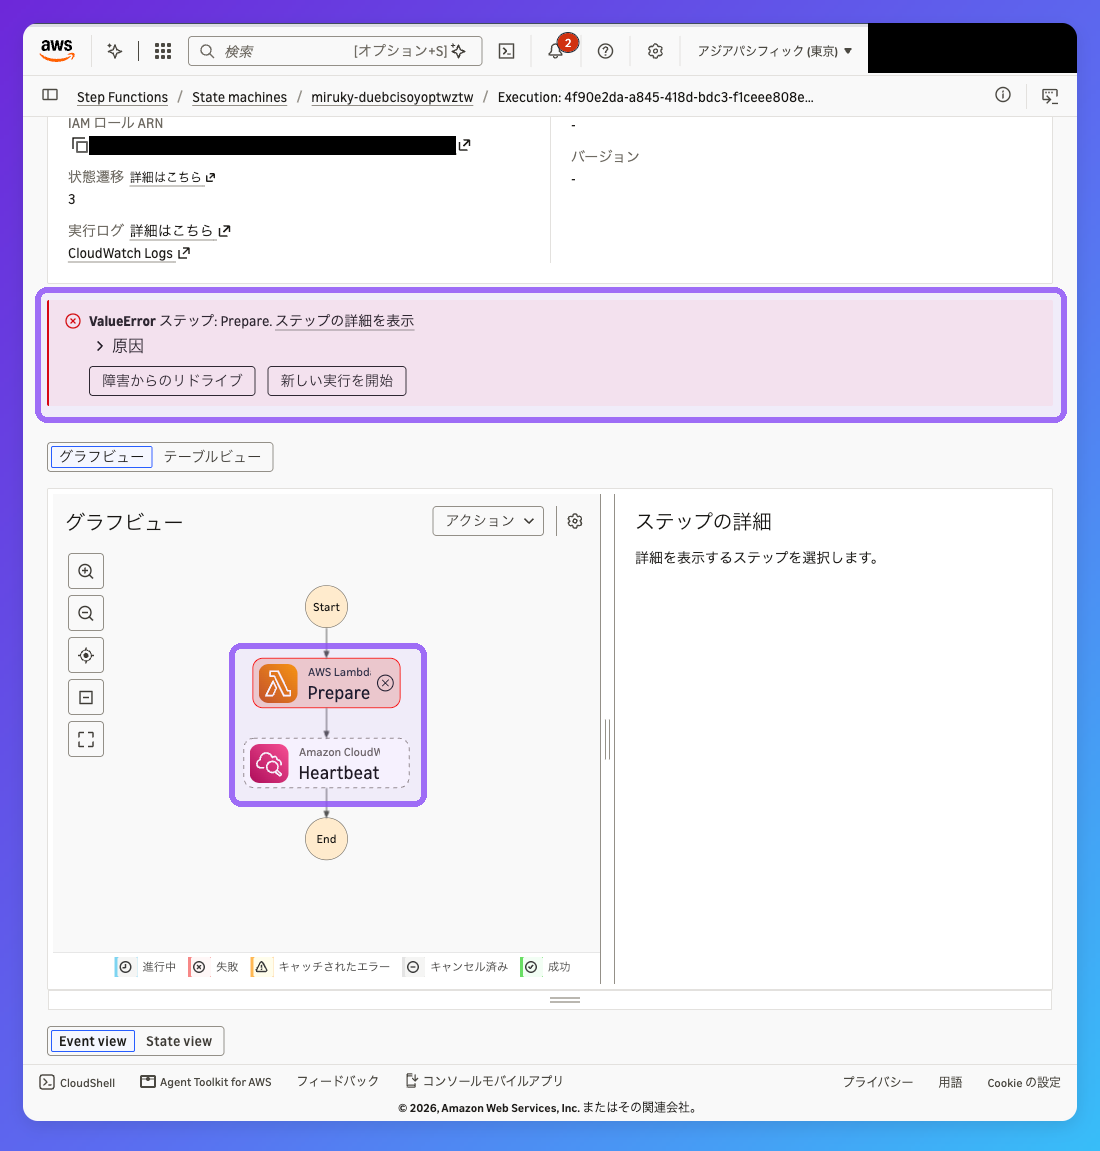 aws
検索 [オプション+S]
2
アジアパシフィック (東京) ▼
Step Functions / State machines / miruky-duebcisoyoptwztw / Execution: 4f90e2da-a845-418d-bdc3-f1ceee808e...
IAM ロール ARN
-
バージョン
-
状態遷移 詳細はこちら
3
実行ログ 詳細はこちら
CloudWatch Logs
ValueError ステップ: Prepare. ステップの詳細を表示
原因
障害からのリドライブ 新しい実行を開始
グラフビュー テーブルビュー
グラフビュー
アクション
ステップの詳細
詳細を表示するステップを選択します。
Start
AWS Lambda
Prepare
Amazon CloudW
Heartbeat
End
進行中 失敗 キャッチされたエラー キャンセル済み 成功
Event view State view
CloudShell Agent Toolkit for AWS フィードバック コンソールモバイルアプリ プライバシー 用語 Cookie の設定
© 2026, Amazon Web Services, Inc. またはその関連会社。